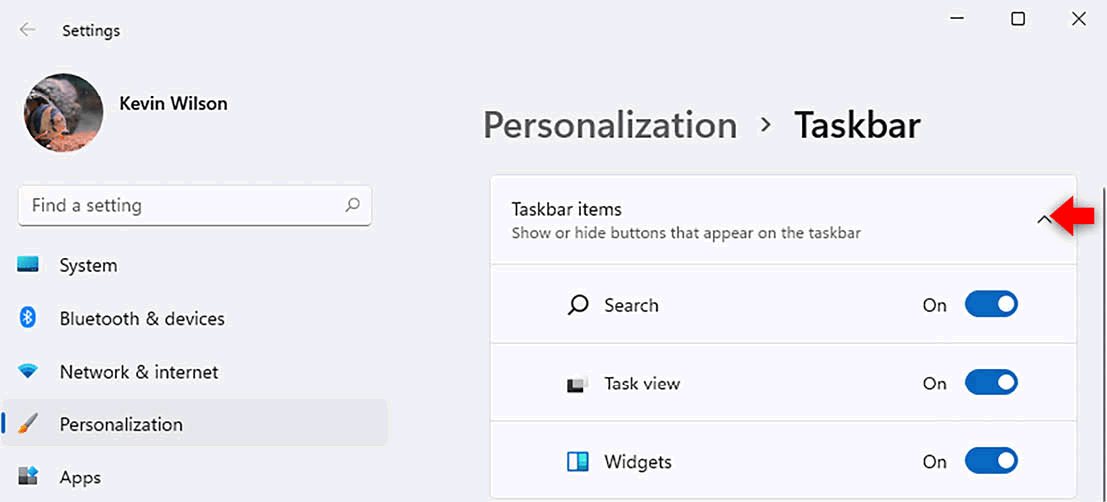 Settings
Kevin Wilson
Find a setting
System
Bluetooth & devices
Network & internet
Personalization
Apps
Personalization > Taskbar
Taskbar items
Show or hide buttons that appear on the taskbar
Search On
Task view On
Widgets On